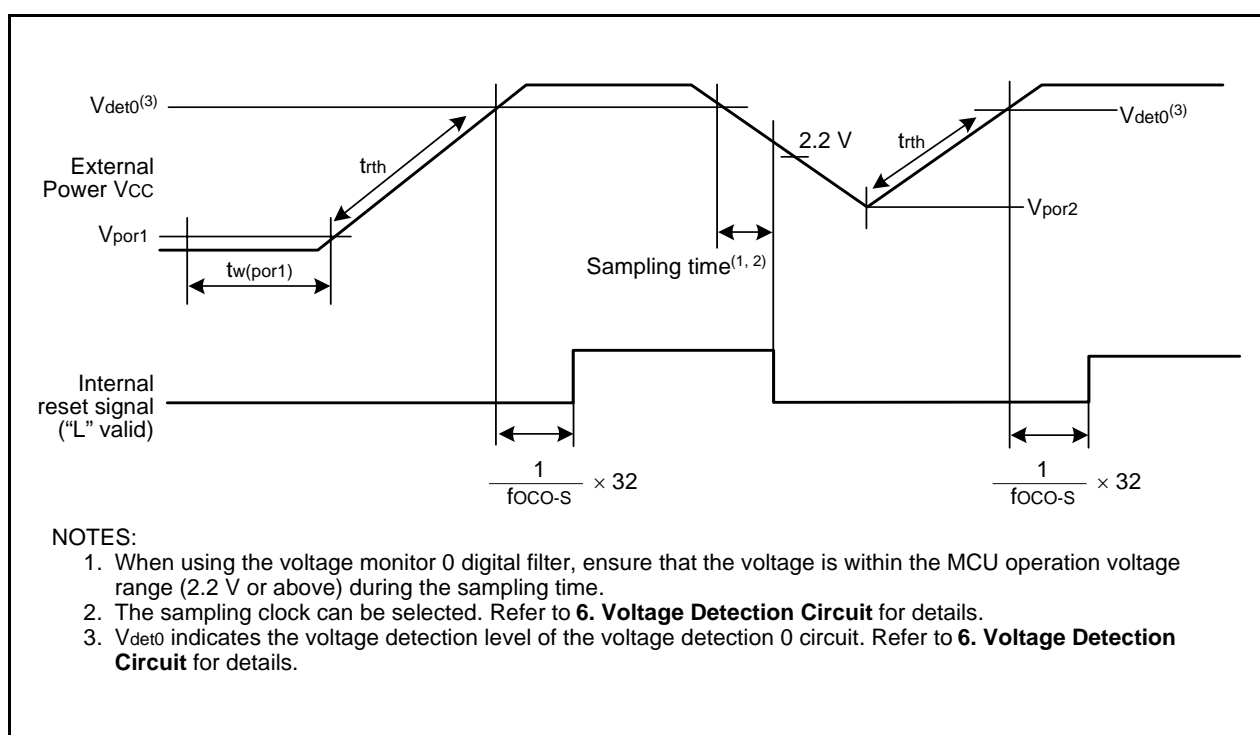 Vdet0(3)
Vdet0(3)
2.2 V
trth
trth
External
Power VCC
Vpor1
Vpor2
tw(por1)
Sampling time(1, 2)
Internal
reset signal
(“L” valid)
1
fOCO-S
× 32
1
fOCO-S
× 32
NOTES:
1. When using the voltage monitor 0 digital filter, ensure that the voltage is within the MCU operation voltage
range (2.2 V or above) during the sampling time.
2. The sampling clock can be selected. Refer to 6. Voltage Detection Circuit for details.
3. Vdet0 indicates the voltage detection level of the voltage detection 0 circuit. Refer to 6. Voltage Detection
Circuit for details.